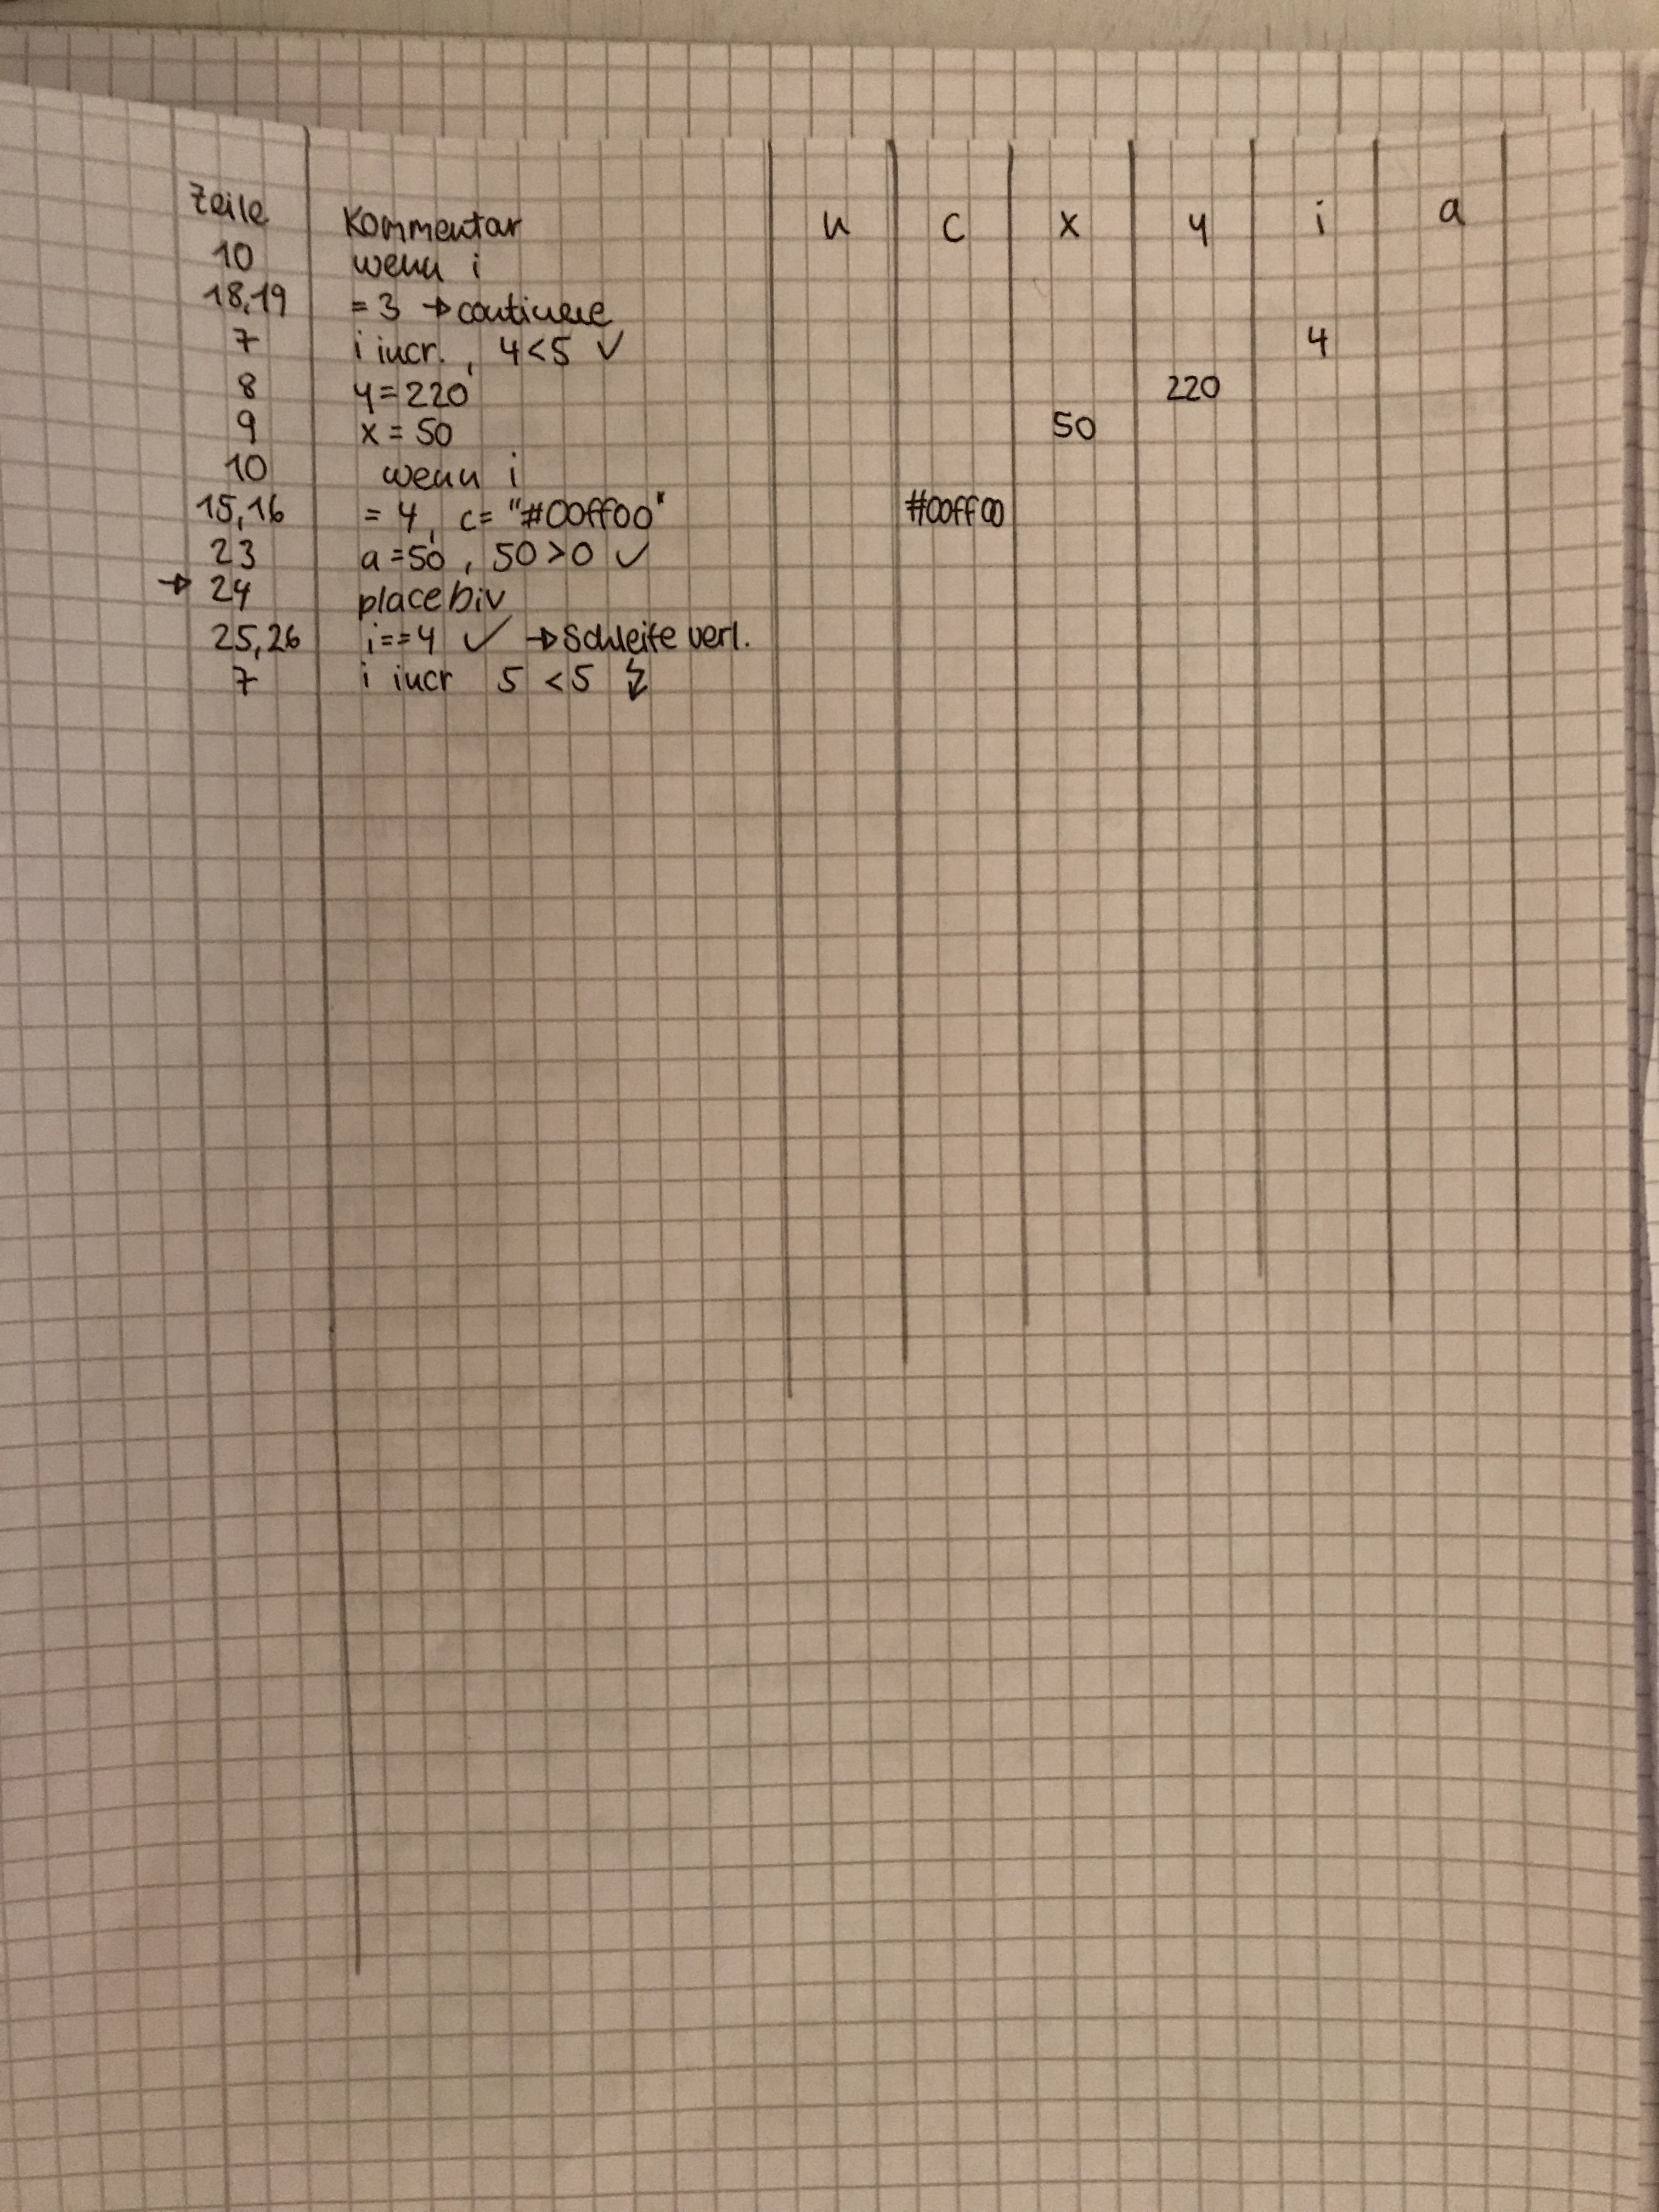 Zeile Kommentar n c x y i a
10 wenn i
18,19 = 3 → continue
7 i incr. , 4<5 ✓ 4
8 y=220 220
9 x = 50 50
10 wenn i
15,16 = 4, c= "#00ff00" #00ff00
23 a=50 , 50>0 ✓
→ 24 placeDiv
25,26 i==4 ✓ → Schleife verl.
7 i incr 5 <5 ↯